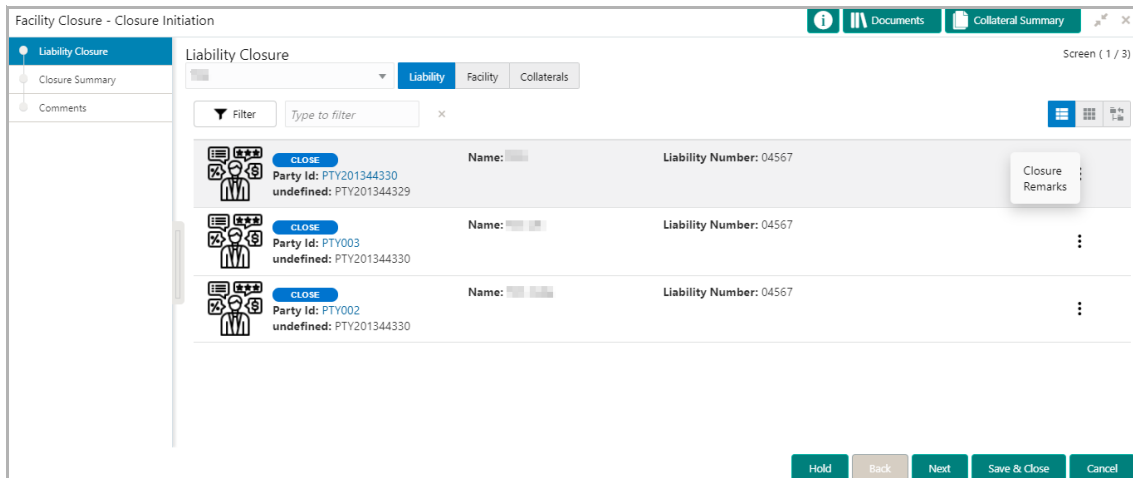 Facility Closure - Closure Initiation
i
Documents
Collateral Summary
Liability Closure
Closure Summary
Comments
Liability Closure
Screen ( 1 / 3)
Liability
Facility
Collaterals
Filter
Type to filter
CLOSE
Name:
Liability Number: 04567
Party Id: PTY201344330
undefined: PTY201344329
Closure
Remarks
CLOSE
Name:
Liability Number: 04567
Party Id: PTY003
undefined: PTY201344330
CLOSE
Name:
Liability Number: 04567
Party Id: PTY002
undefined: PTY201344330
Hold
Back
Next
Save & Close
Cancel